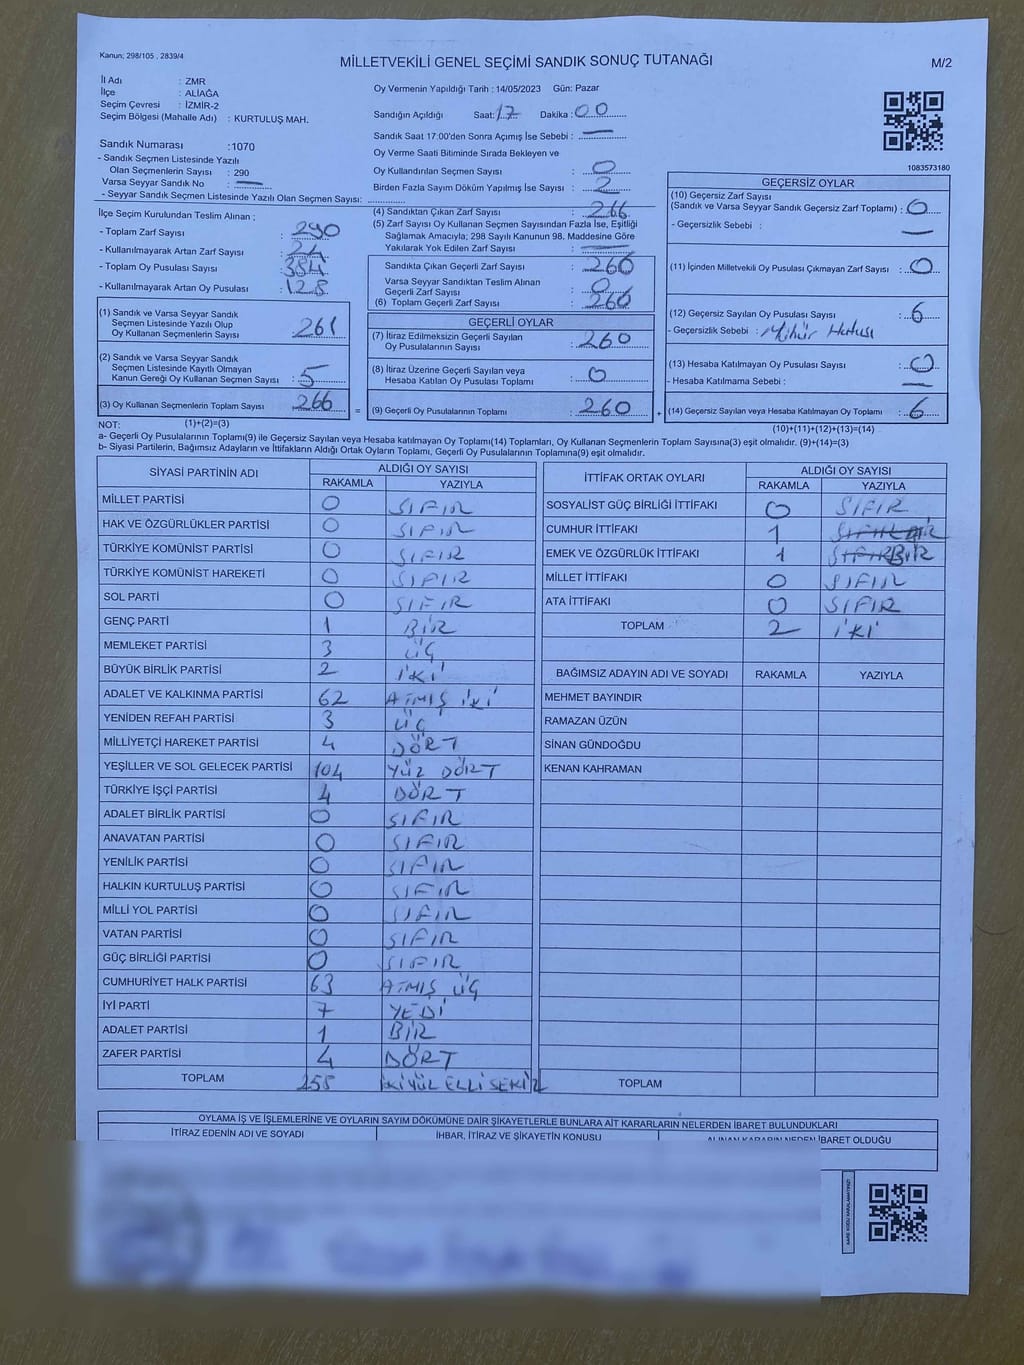 Kanun; 298/105 , 2839/4
MİLLETVEKİLİ GENEL SEÇİMİ SANDIK SONUÇ TUTANAĞI
M/2
İl Adı : ZMR
İlçe : ALİAĞA
Seçim Çevresi : İZMİR-2
Seçim Bölgesi (Mahalle Adı) : KURTULUŞ MAH.
Sandık Numarası :1070
- Sandık Seçmen Listesinde Yazılı
Olan Seçmenlerin Sayısı : 290
Varsa Seyyar Sandık No : —
- Seyyar Sandık Seçmen Listesinde Yazılı Olan Seçmen Sayısı:
Oy Vermenin Yapıldığı Tarih : 14/05/2023 Gün: Pazar
Sandığın Açıldığı Saat: 17 Dakika : 00
Sandık Saat 17:00'den Sonra Açımış İse Sebebi : —
Oy Verme Saati Bitiminde Sırada Bekleyen ve
Oy Kullandırılan Seçmen Sayısı : 0
Birden Fazla Sayım Döküm Yapılmış İse Sayısı : 2
1083573180
İlçe Seçim Kurulundan Teslim Alınan ;
- Toplam Zarf Sayısı : 290
- Kullanılmayarak Artan Zarf Sayısı : 24
- Toplam Oy Pusulası Sayısı : 384
- Kullanılmayarak Artan Oy Pusulası : 128
(1) Sandık ve Varsa Seyyar Sandık
Seçmen Listesinde Yazılı Olup
Oy Kullanan Seçmenlerin Sayısı : 261
(2) Sandık ve Varsa Seyyar Sandık
Seçmen Listesinde Kayıtlı Olmayan
Kanun Gereği Oy Kullanan Seçmen Sayısı : 5
(3) Oy Kullanan Seçmenlerin Toplam Sayısı : 266
(4) Sandıktan Çıkan Zarf Sayısı : 266
(5) Zarf Sayısı Oy Kullanan Seçmen Sayısından Fazla İse, Eşitliği
Sağlamak Amacıyla; 298 Sayılı Kanunun 98. Maddesine Göre
Yakılarak Yok Edilen Zarf Sayısı : —
Sandıkta Çıkan Geçerli Zarf Sayısı : 260
Varsa Seyyar Sandıktan Teslim Alınan
Geçerli Zarf Sayısı : 0
(6) Toplam Geçerli Zarf Sayısı : 260
GEÇERLİ OYLAR
(7) İtiraz Edilmeksizin Geçerli Sayılan
Oy Pusulalarının Sayısı : 260
(8) İtiraz Üzerine Geçerli Sayılan veya
Hesaba Katılan Oy Pusulası Toplamı : 0
= (9) Geçerli Oy Pusulalarının Toplamı : 260
GEÇERSİZ OYLAR
(10) Geçersiz Zarf Sayısı
(Sandık ve Varsa Seyyar Sandık Geçersiz Zarf Toplamı) : 0
- Geçersizlik Sebebi : —
(11) İçinden Milletvekili Oy Pusulası Çıkmayan Zarf Sayısı : 0
(12) Geçersiz Sayılan Oy Pusulası Sayısı : 6
- Geçersizlik Sebebi : Mühür Hatası
(13) Hesaba Katılmayan Oy Pusulası Sayısı : 0
- Hesaba Katılmama Sebebi : —
+ (14) Geçersiz Sayılan veya Hesaba Katılmayan Oy Toplamı : 6
NOT: (1)+(2)=(3)
(10)+(11)+(12)+(13)=(14)
a- Geçerli Oy Pusulalarının Toplamı(9) ile Geçersiz Sayılan veya Hesaba katılmayan Oy Toplamı(14) Toplamları, Oy Kullanan Seçmenlerin Toplam Sayısına(3) eşit olmalıdır. (9)+(14)=(3)
b- Siyasi Partilerin, Bağımsız Adayların ve İttifakların Aldığı Ortak Oyların Toplamı, Geçerli Oy Pusulalarının Toplamına(9) eşit olmalıdır.
SİYASİ PARTİNİN ADI ALDIĞI OY SAYISI
RAKAMLA YAZIYLA
MİLLET PARTİSİ 0 SIFIR
HAK VE ÖZGÜRLÜKLER PARTİSİ 0 SIFIR
TÜRKİYE KOMÜNİST PARTİSİ 0 SIFIR
TÜRKİYE KOMÜNİST HAREKETİ 0 SIFIR
SOL PARTİ 0 SIFIR
GENÇ PARTİ 1 BİR
MEMLEKET PARTİSİ 3 ÜÇ
BÜYÜK BİRLİK PARTİSİ 2 İKİ
ADALET VE KALKINMA PARTİSİ 62 ATMIŞ İKİ
YENİDEN REFAH PARTİSİ 3 ÜÇ
MİLLİYETÇİ HAREKET PARTİSİ 4 DÖRT
YEŞİLLER VE SOL GELECEK PARTİSİ 104 YÜZ DÖRT
TÜRKİYE İŞÇİ PARTİSİ 4 DÖRT
ADALET BİRLİK PARTİSİ 0 SIFIR
ANAVATAN PARTİSİ 0 SIFIR
YENİLİK PARTİSİ 0 SIFIR
HALKIN KURTULUŞ PARTİSİ 0 SIFIR
MİLLİ YOL PARTİSİ 0 SIFIR
VATAN PARTİSİ 0 SIFIR
GÜÇ BİRLİĞİ PARTİSİ 0 SIFIR
CUMHURİYET HALK PARTİSİ 63 ATMIŞ ÜÇ
İYİ PARTİ 7 YEDİ
ADALET PARTİSİ 1 BİR
ZAFER PARTİSİ 4 DÖRT
TOPLAM 258 İKİYÜZ ELLİ SEKİZ
İTTİFAK ORTAK OYLARI ALDIĞI OY SAYISI
RAKAMLA YAZIYLA
SOSYALİST GÜÇ BİRLİĞİ İTTİFAKI 0 SIFIR
CUMHUR İTTİFAKI 1 SIFIR BİR
EMEK VE ÖZGÜRLÜK İTTİFAKI 1 SIFIR BİR
MİLLET İTTİFAKI 0 SIFIR
ATA İTTİFAKI 0 SIFIR
TOPLAM 2 İKİ
BAĞIMSIZ ADAYIN ADI VE SOYADI RAKAMLA YAZIYLA
MEHMET BAYINDIR
RAMAZAN ÜZÜN
SİNAN GÜNDOĞDU
KENAN KAHRAMAN
TOPLAM
OYLAMA İŞ VE İŞLEMLERİNE VE OYLARIN SAYIM DÖKÜMÜNE DAİR ŞİKAYETLERLE BUNLARA AİT KARARLARIN NELERDEN İBARET BULUNDUKLARI
İTİRAZ EDENİN ADI VE SOYADI İHBAR, İTİRAZ VE ŞİKAYETİN KONUSU ALINAN KARARIN NEDEN İBARET OLDUĞU